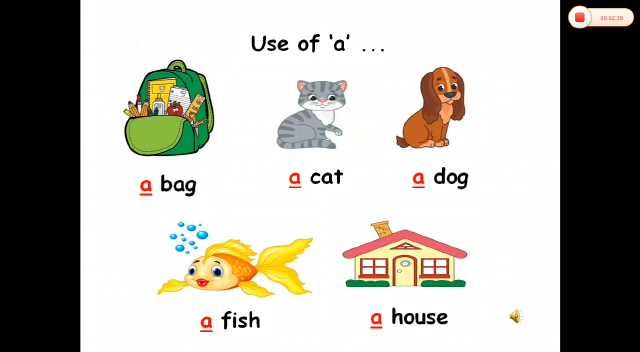 Use of ‘a’ ...
a bag
a cat
a dog
a fish
a house